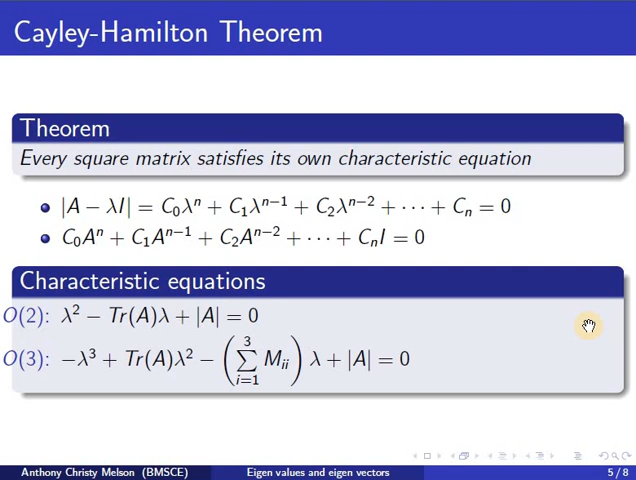 Cayley-Hamilton Theorem
Theorem
Every square matrix satisfies its own characteristic equation
|A − λI| = C₀λⁿ + C₁λⁿ⁻¹ + C₂λⁿ⁻² + ⋯ + Cₙ = 0
C₀Aⁿ + C₁Aⁿ⁻¹ + C₂Aⁿ⁻² + ⋯ + CₙI = 0
Characteristic equations
O(2): λ² − Tr(A)λ + |A| = 0
O(3): −λ³ + Tr(A)λ² − (∑³ᵢ₌₁ Mᵢᵢ) λ + |A| = 0
Anthony Christy Melson (BMSCE) Eigen values and eigen vectors 5 / 8